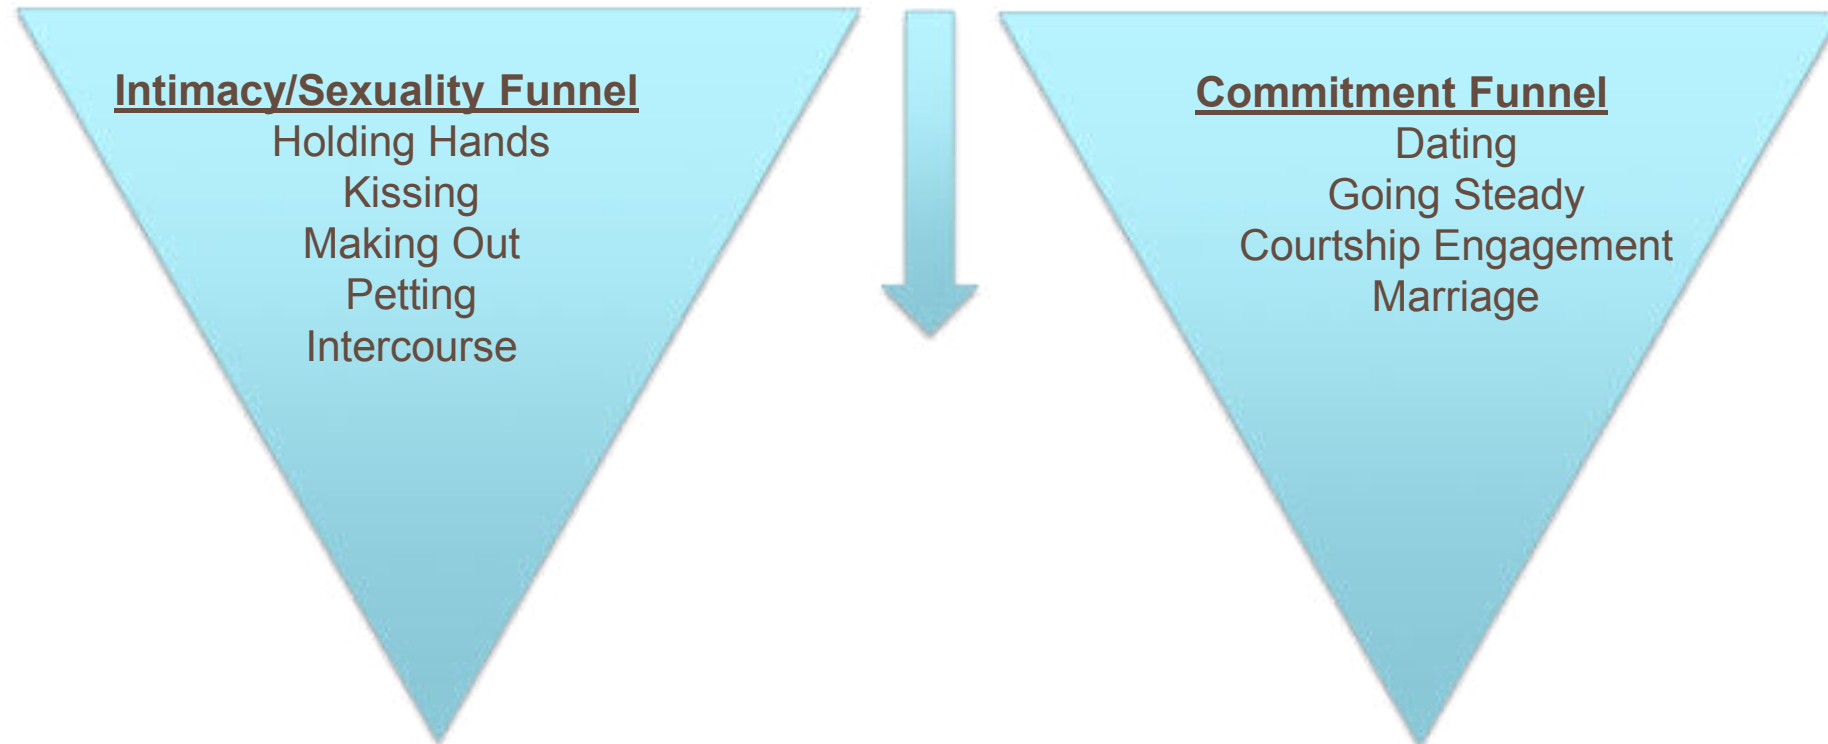 Intimacy/Sexuality Funnel
Holding Hands
Kissing
Making Out
Petting
Intercourse
Commitment Funnel
Dating
Going Steady
Courtship Engagement
Marriage